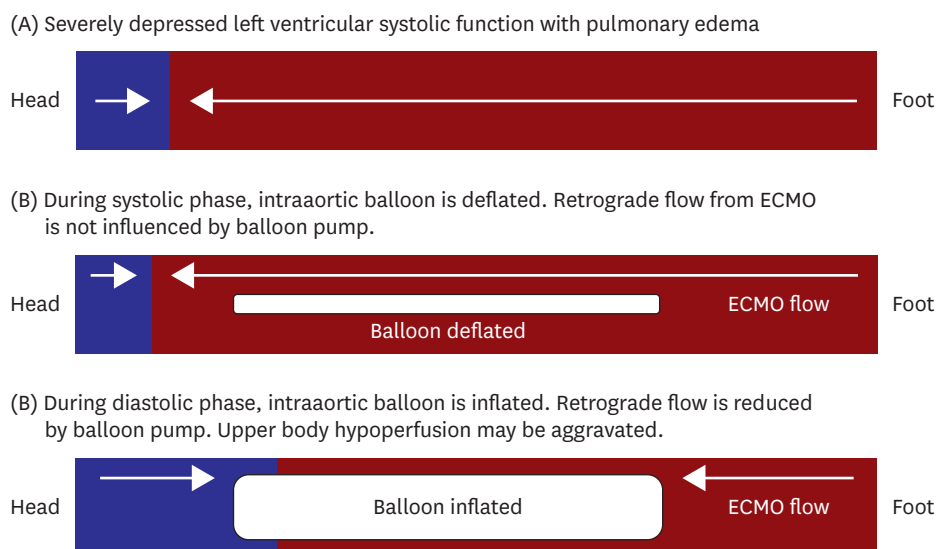 (A) Severely depressed left ventricular systolic function with pulmonary edema
Head
Foot
(B) During systolic phase, intraaortic balloon is deflated. Retrograde flow from ECMO
is not influenced by balloon pump.
Head
ECMO flow
Foot
Balloon deflated
(B) During diastolic phase, intraaortic balloon is inflated. Retrograde flow is reduced
by balloon pump. Upper body hypoperfusion may be aggravated.
Head
Balloon inflated
ECMO flow
Foot